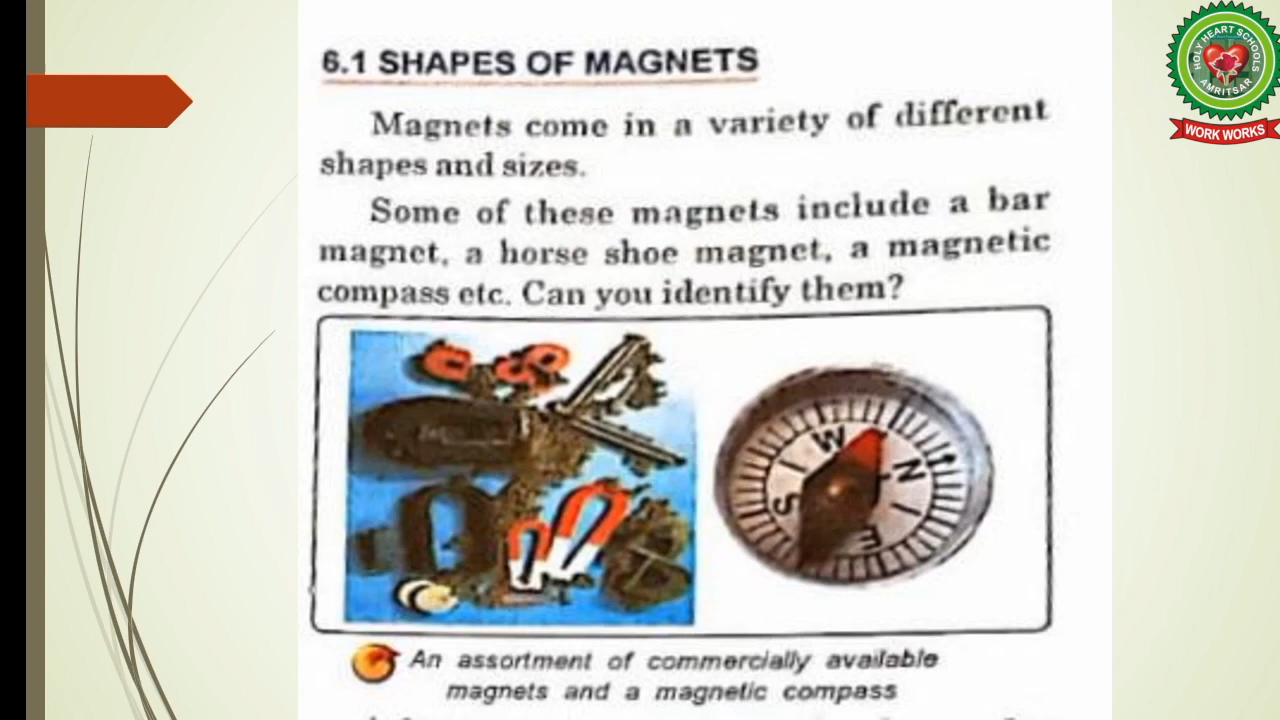 6.1 SHAPES OF MAGNETS
HOLY HEART SCHOOLS
AMRITSAR
WORK WORKS
Magnets come in a variety of different
shapes and sizes.
Some of these magnets include a bar
magnet, a horse shoe magnet, a magnetic
compass etc. Can you identify them?
W
N
S
E
An assortment of commercially available
magnets and a magnetic compass